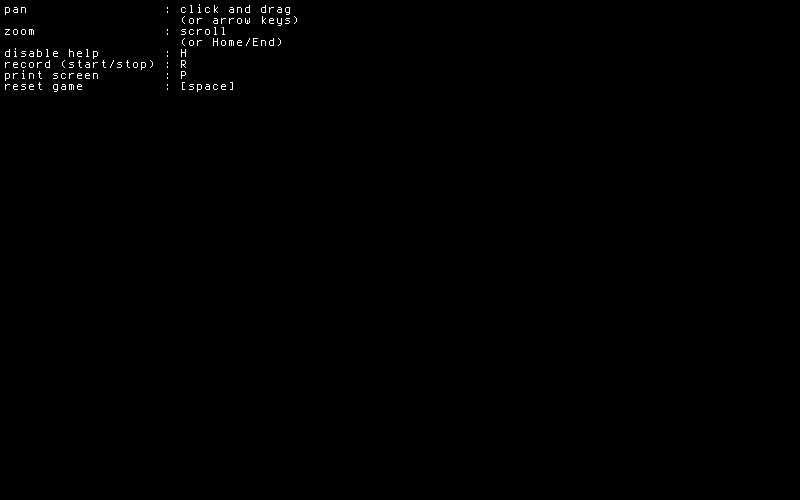 pan                 : click and drag
                      (or arrow keys)
zoom                : scroll
                      (or Home/End)
disable help        : H
record (start/stop) : R
print screen        : P
reset game          : [space]